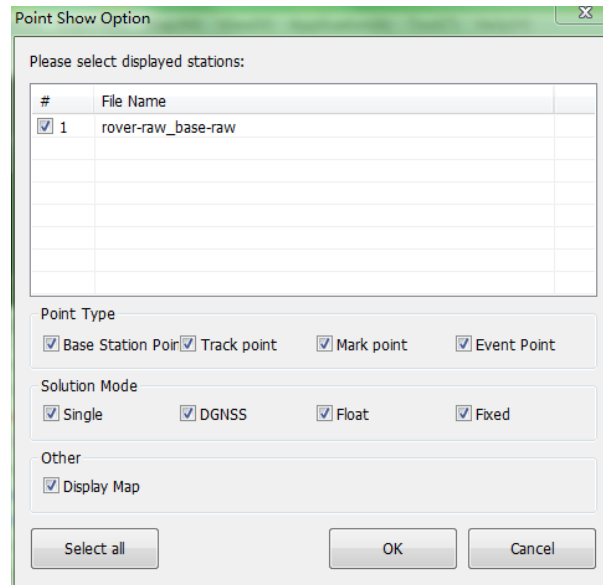 Point Show Option
Please select displayed stations:
# File Name
1 rover-raw_base-raw
Point Type
Base Station Poir Track point Mark point Event Point
Solution Mode
Single DGNSS Float Fixed
Other
Display Map
Select all OK Cancel